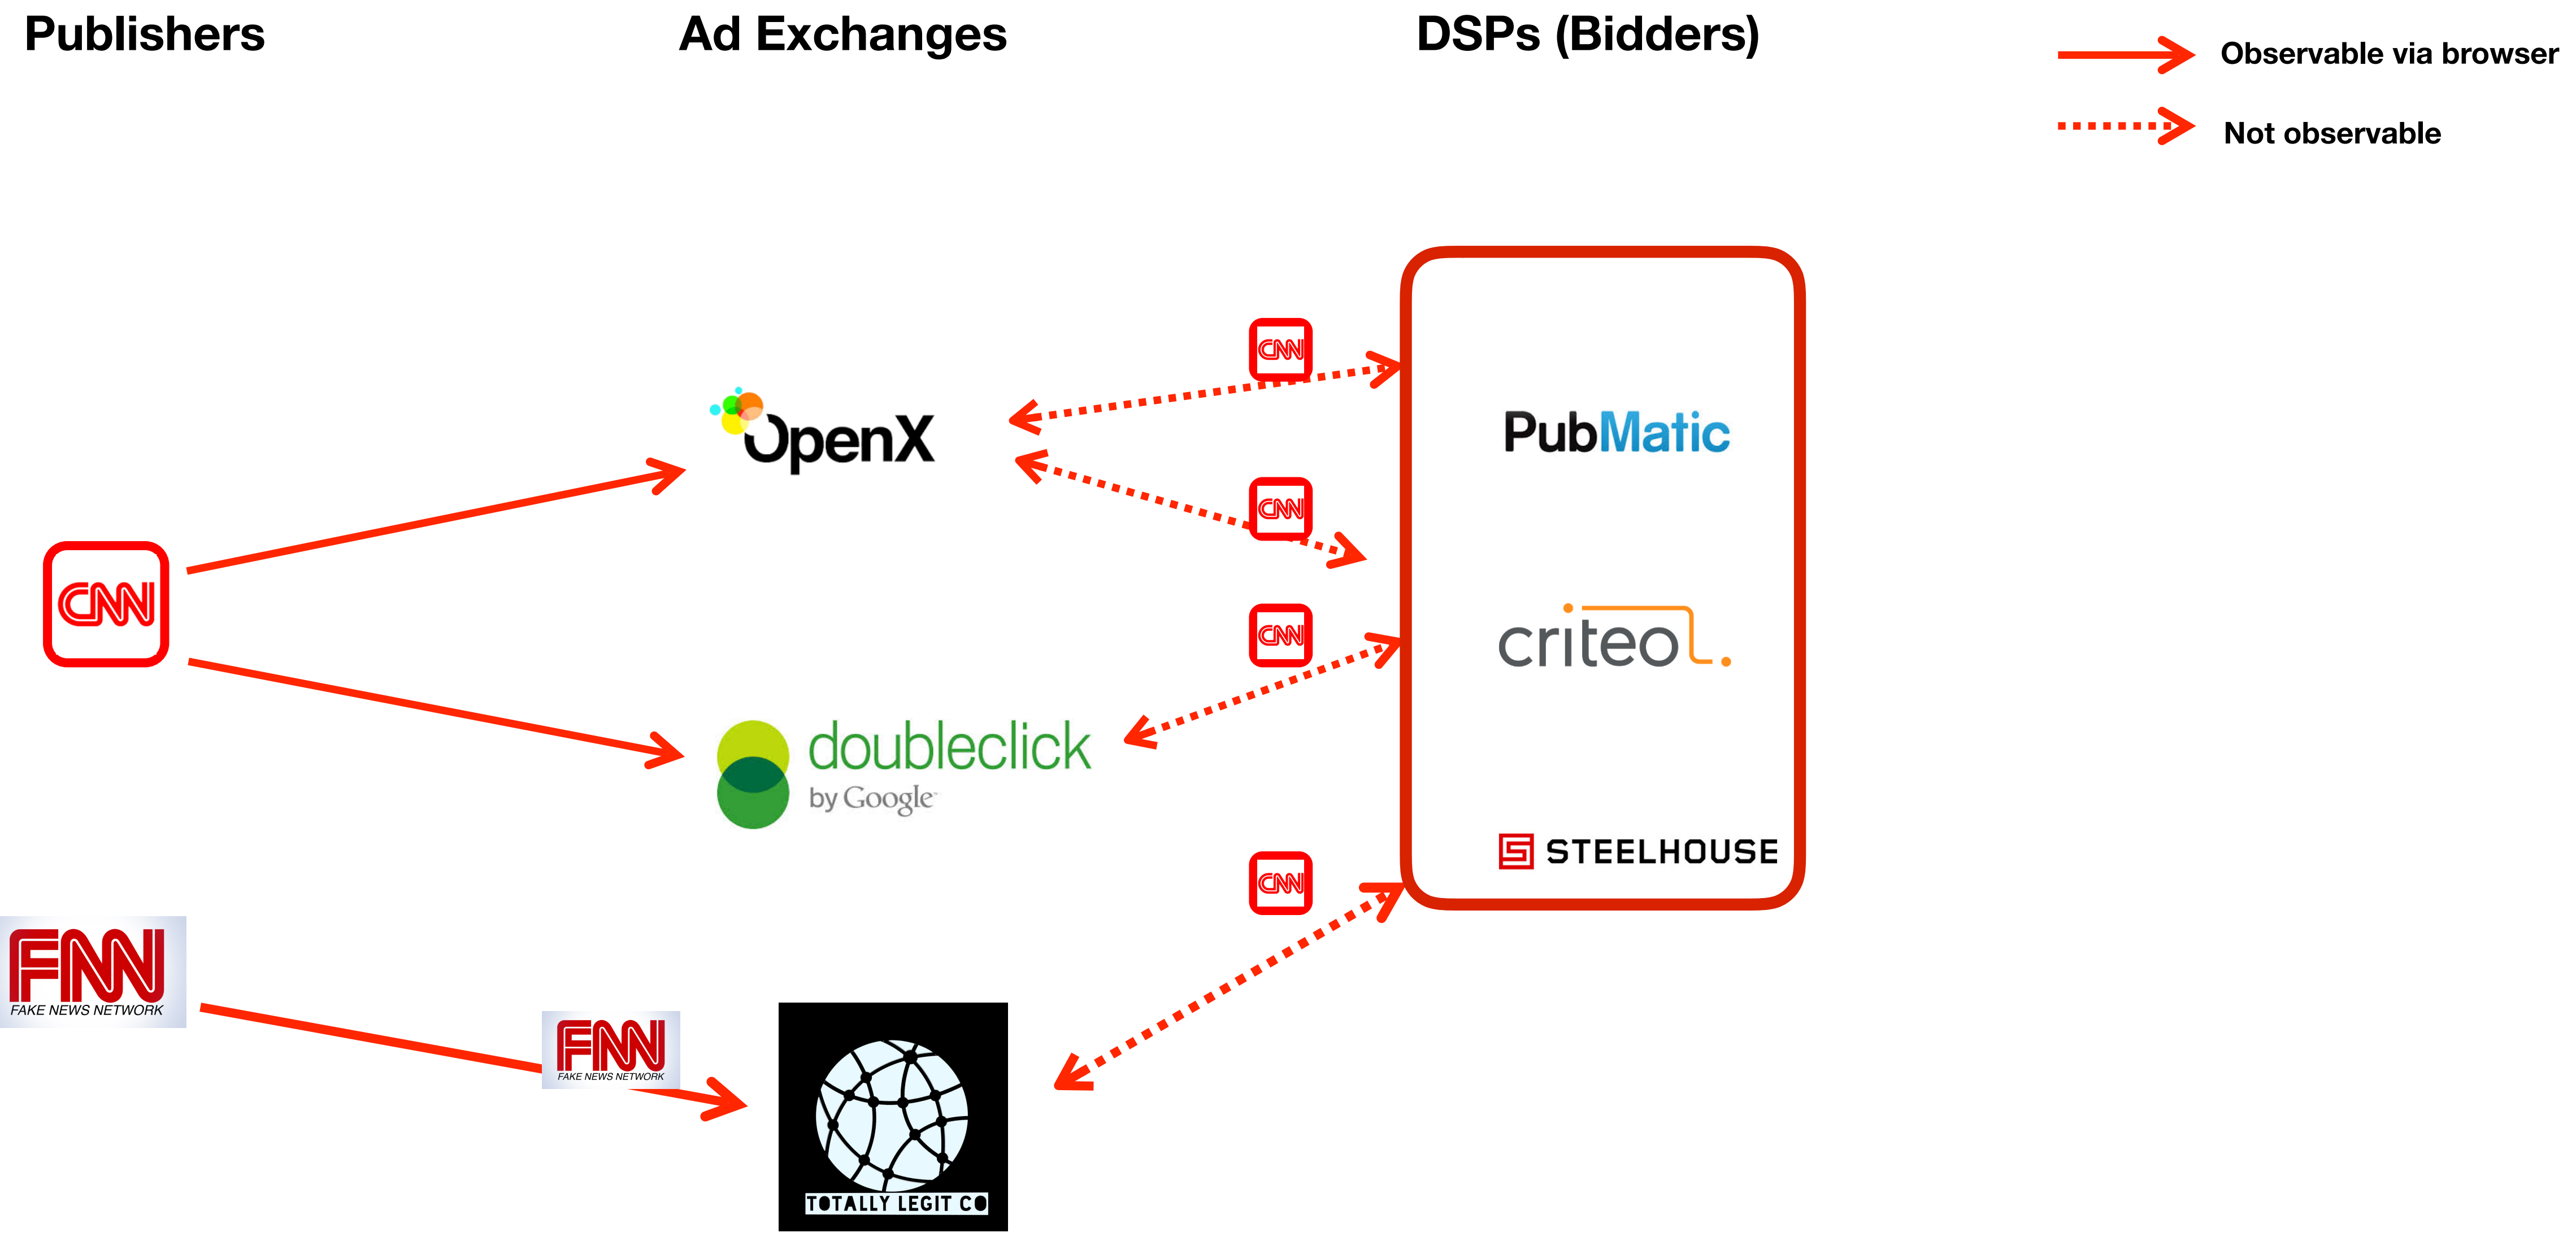 Publishers
Ad Exchanges
DSPs (Bidders)
Observable via browser
Not observable
CNN
OpenX
PubMatic
CNN
CNN
CNN
criteo
doubleclick
by Google
STEELHOUSE
CNN
FNN
FAKE NEWS NETWORK
FNN
FAKE NEWS NETWORK
TOTALLY LEGIT CO